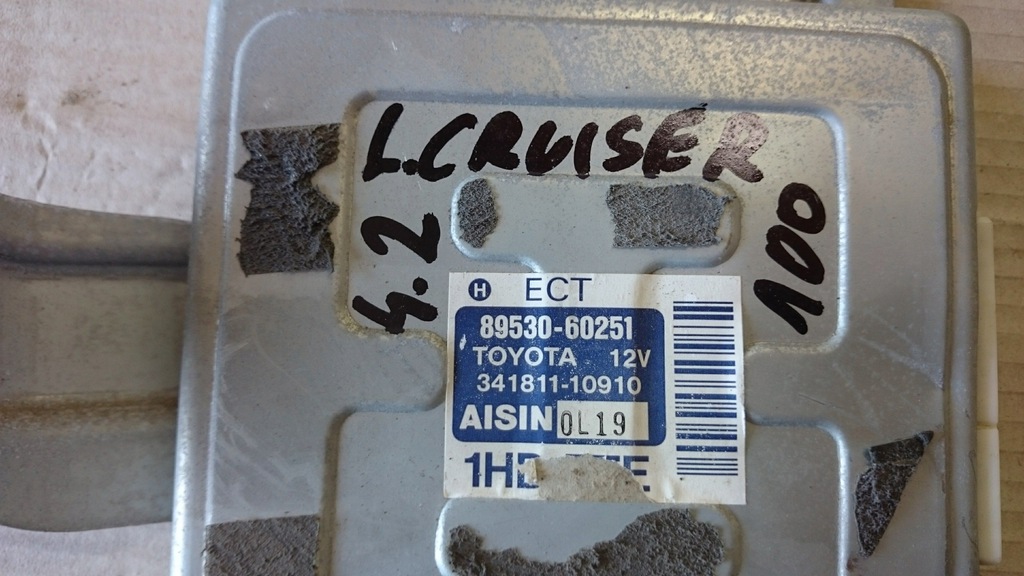 L.CRUISER
4.2
100
H ECT
89530-60251
TOYOTA 12V
341811-10910
AISIN 0L19